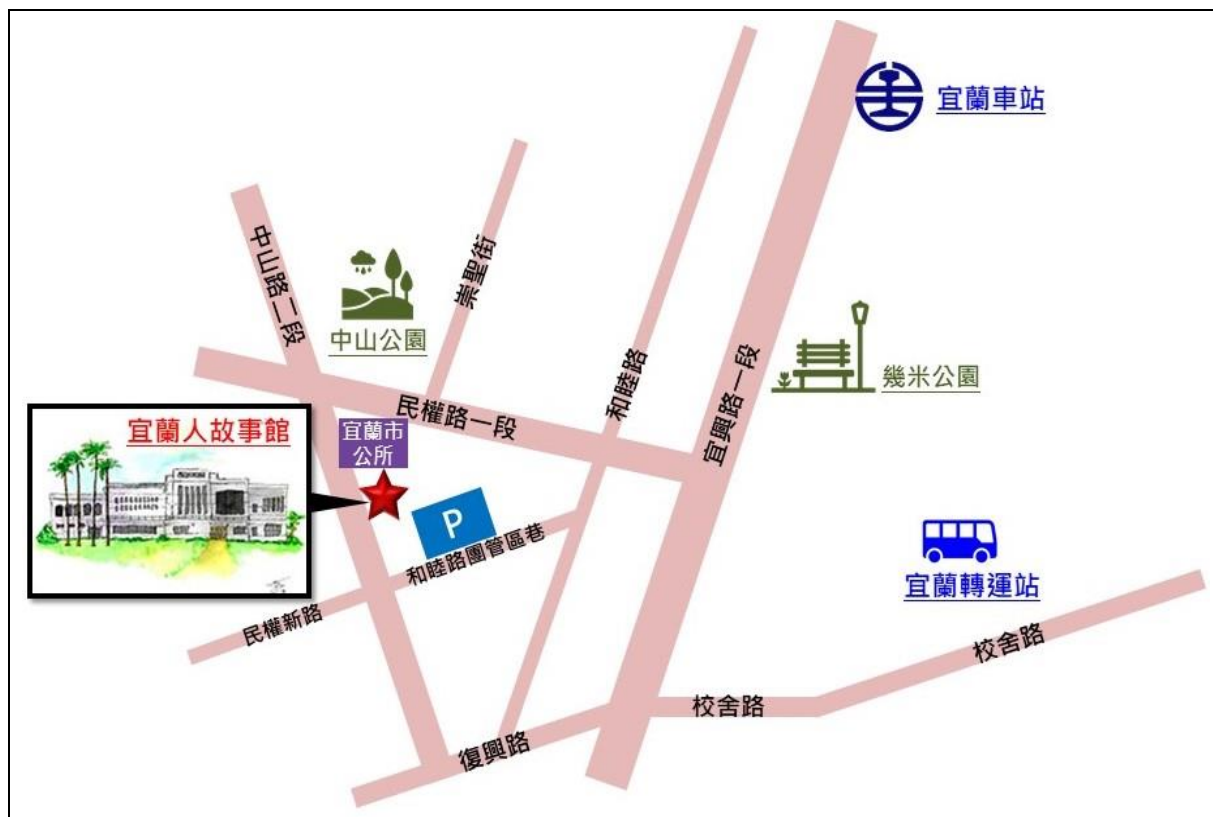 宜蘭車站
中山路二段
崇聖街
中山公園
和睦路
宜興路一段
幾米公園
民權路一段
宜蘭人故事館
宜蘭市
公所
P
和睦路團管區巷
宜蘭轉運站
民權新路
校舍路
校舍路
復興路